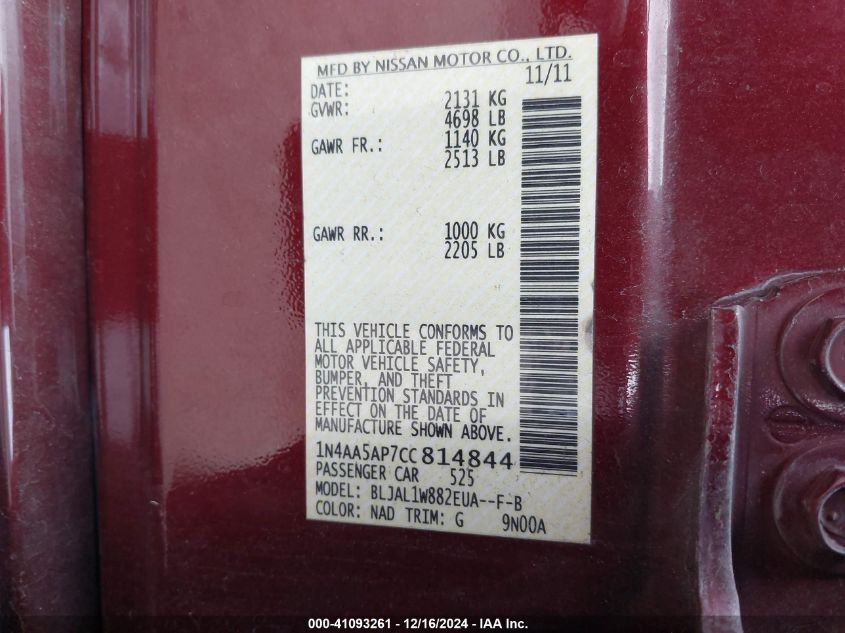 MFD BY NISSAN MOTOR CO., LTD.
DATE: 11/11
GVWR: 2131 KG
4698 LB
GAWR FR.: 1140 KG
2513 LB
GAWR RR.: 1000 KG
2205 LB
THIS VEHICLE CONFORMS TO
ALL APPLICABLE FEDERAL
MOTOR VEHICLE SAFETY,
BUMPER, AND THEFT
PREVENTION STANDARDS IN
EFFECT ON THE DATE OF
MANUFACTURE SHOWN ABOVE.
1N4AA5AP7CC814844
PASSENGER CAR 525
MODEL: BLJAL1W882EUA--F-B
COLOR: NAD TRIM: G 9N00A
000-41093261 - 12/16/2024 - IAA Inc.